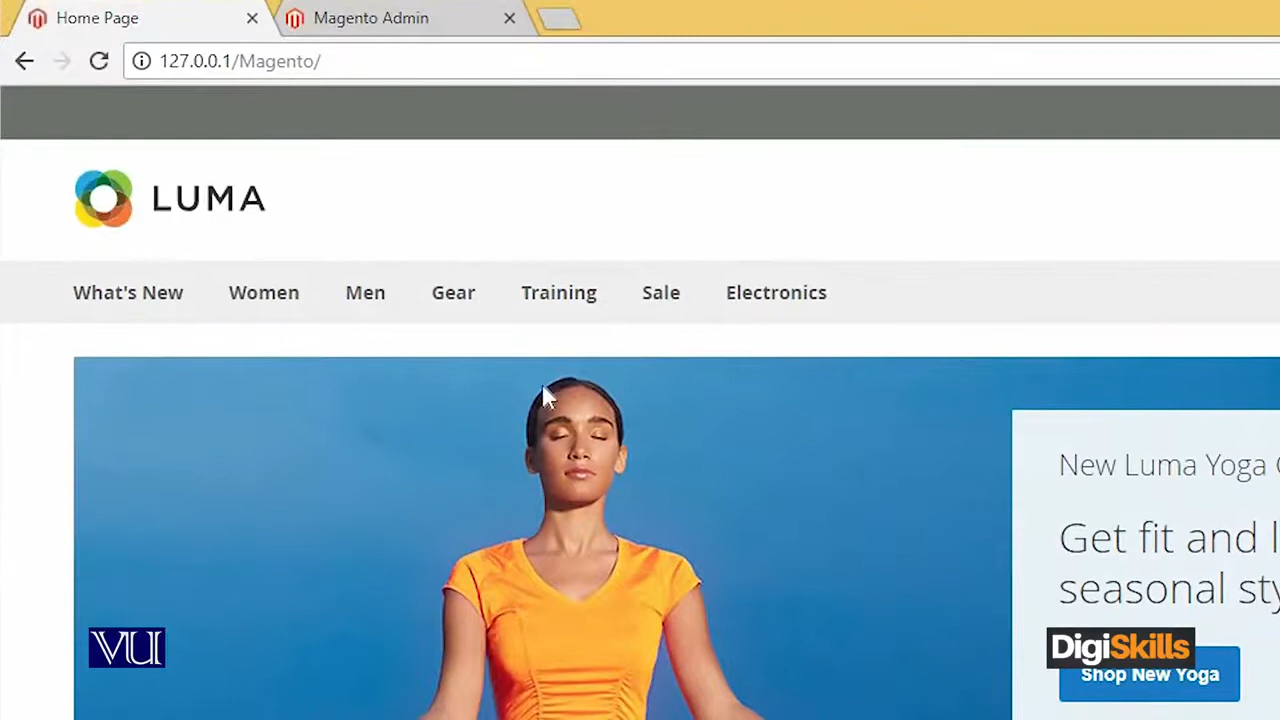 Home Page
Magento Admin
127.0.0.1/Magento/
LUMA
What's New Women Men Gear Training Sale Electronics
New Luma Yoga
Get fit and
seasonal
VU
DigiSkills
Shop New Yoga